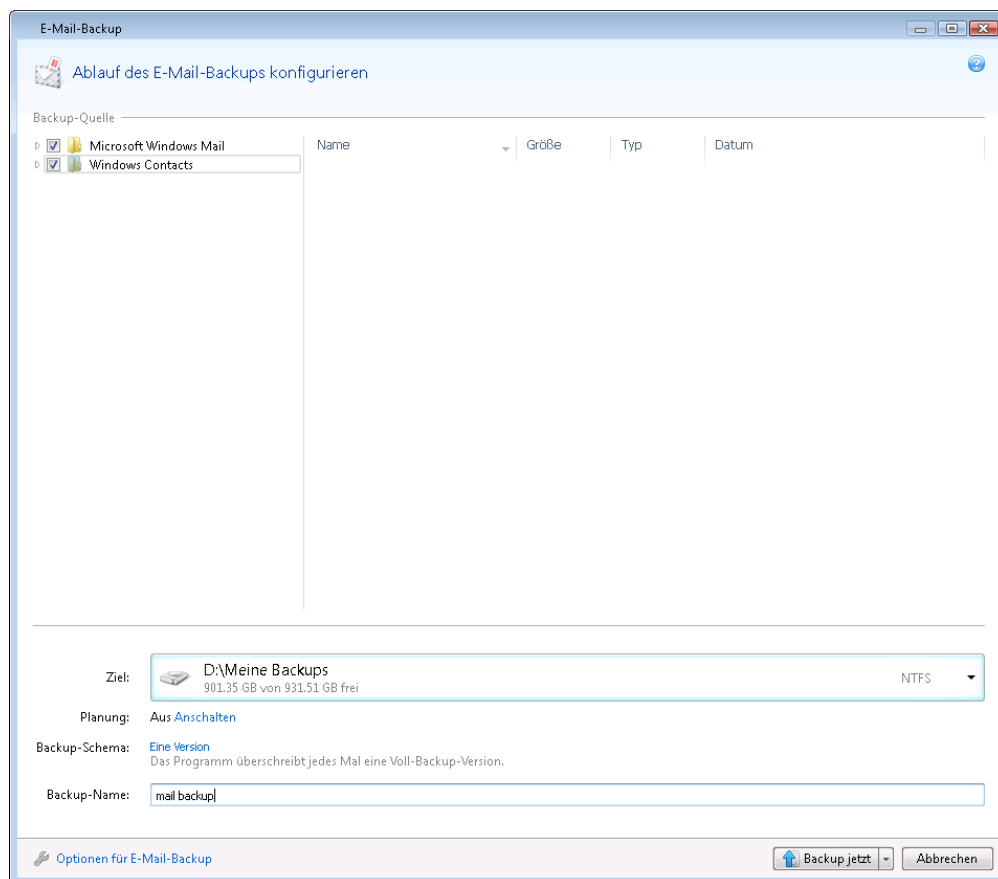 E-Mail-Backup
Ablauf des E-Mail-Backups konfigurieren
Backup-Quelle
Microsoft Windows Mail
Windows Contacts
Name Größe Typ Datum
Ziel: D:\Meine Backups
901.35 GB von 931.51 GB frei
NTFS
Planung: Aus Anschalten
Backup-Schema: Eine Version
Das Programm überschreibt jedes Mal eine Voll-Backup-Version.
Backup-Name: mail backup
Optionen für E-Mail-Backup
Backup jetzt
Abbrechen